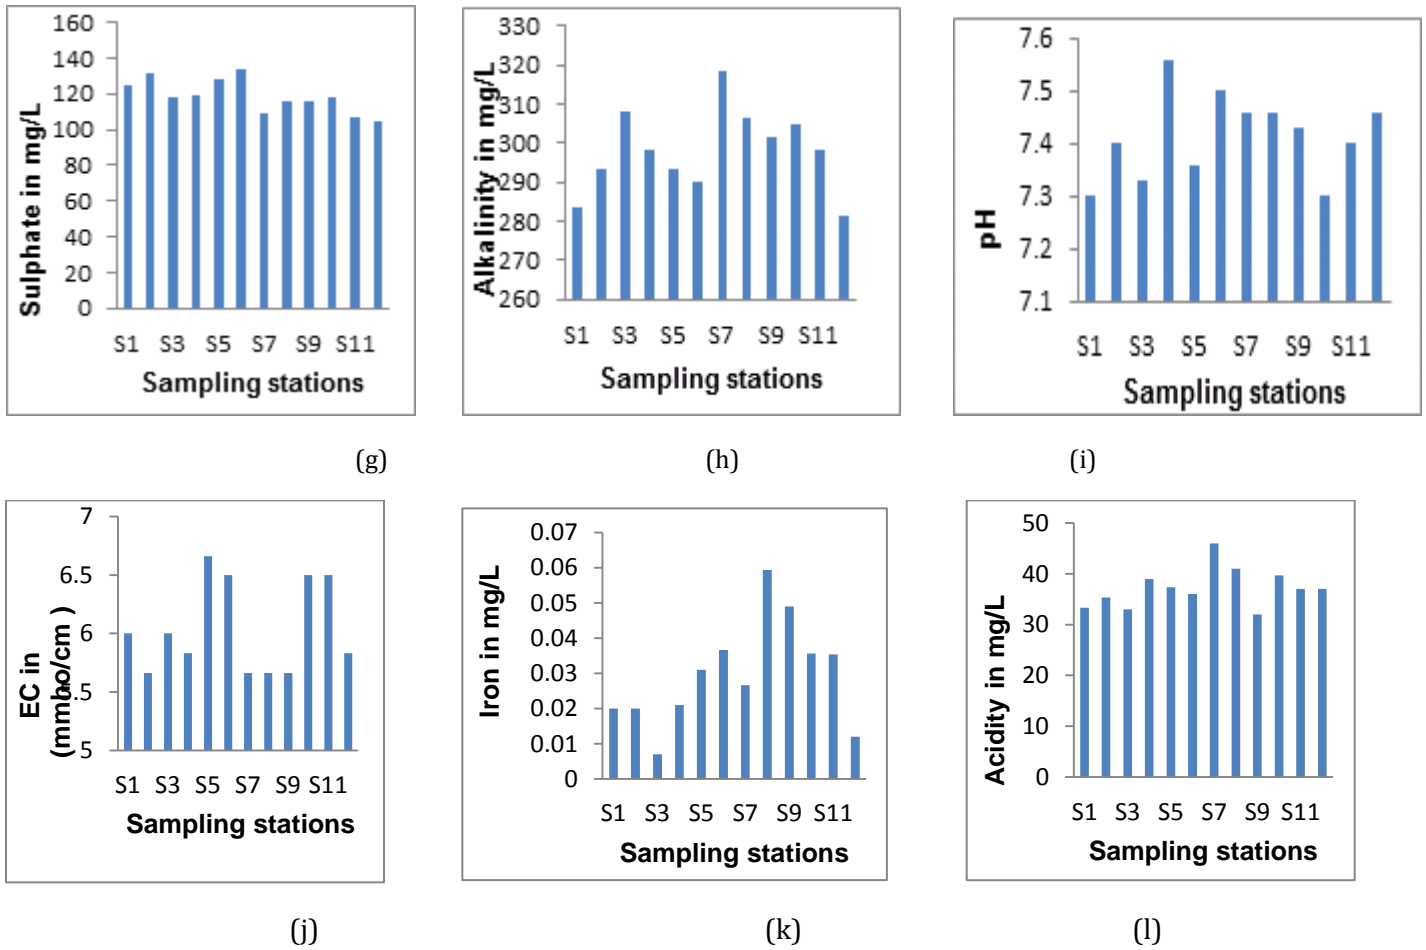 Sulphate in mg/L
160
140
120
100
80
60
40
20
0
S1 S3 S5 S7 S9 S11
Sampling stations
(g)
Alkalinity in mg/L
330
320
310
300
290
280
270
260
S1 S3 S5 S7 S9 S11
Sampling stations
(h)
pH
7.6
7.5
7.4
7.3
7.2
7.1
S1 S3 S5 S7 S9 S11
Sampling stations
(i)
EC in
(mmho/cm )
7
6.5
6
5.5
5
S1 S3 S5 S7 S9 S11
Sampling stations
(j)
Iron in mg/L
0.07
0.06
0.05
0.04
0.03
0.02
0.01
0
S1 S3 S5 S7 S9 S11
Sampling stations
(k)
Acidity in mg/L
50
40
30
20
10
0
S1 S3 S5 S7 S9 S11
Sampling stations
(l)